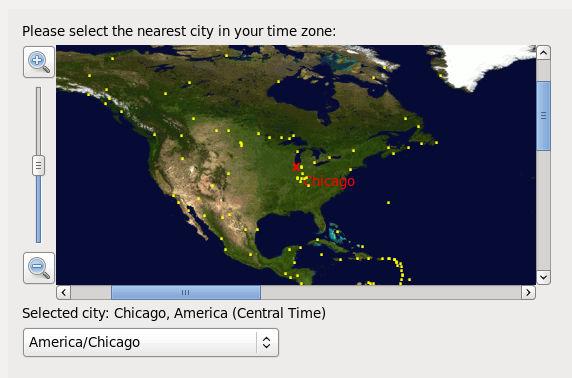 Please select the nearest city in your time zone:
Chicago
Selected city: Chicago, America (Central Time)
America/Chicago